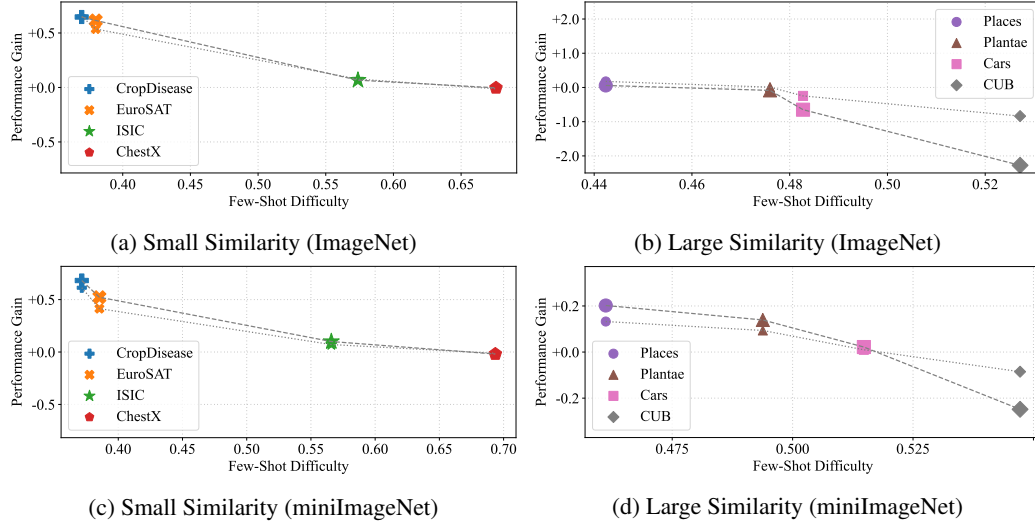 Performance Gain
+0.5
+0.0
-0.5
CropDisease
EuroSAT
ISIC
ChestX
0.40
0.45
0.50
0.55
0.60
0.65
Few-Shot Difficulty
(a) Small Similarity (ImageNet)
Performance Gain
+2.0
+1.0
+0.0
-1.0
-2.0
Places
Plantae
Cars
CUB
0.44
0.46
0.48
0.50
0.52
Few-Shot Difficulty
(b) Large Similarity (ImageNet)
Performance Gain
+0.5
+0.0
-0.5
CropDisease
EuroSAT
ISIC
ChestX
0.40
0.45
0.50
0.55
0.60
0.65
0.70
Few-Shot Difficulty
(c) Small Similarity (miniImageNet)
Performance Gain
+0.2
+0.0
-0.2
Places
Plantae
Cars
CUB
0.475
0.500
0.525
Few-Shot Difficulty
(d) Large Similarity (miniImageNet)